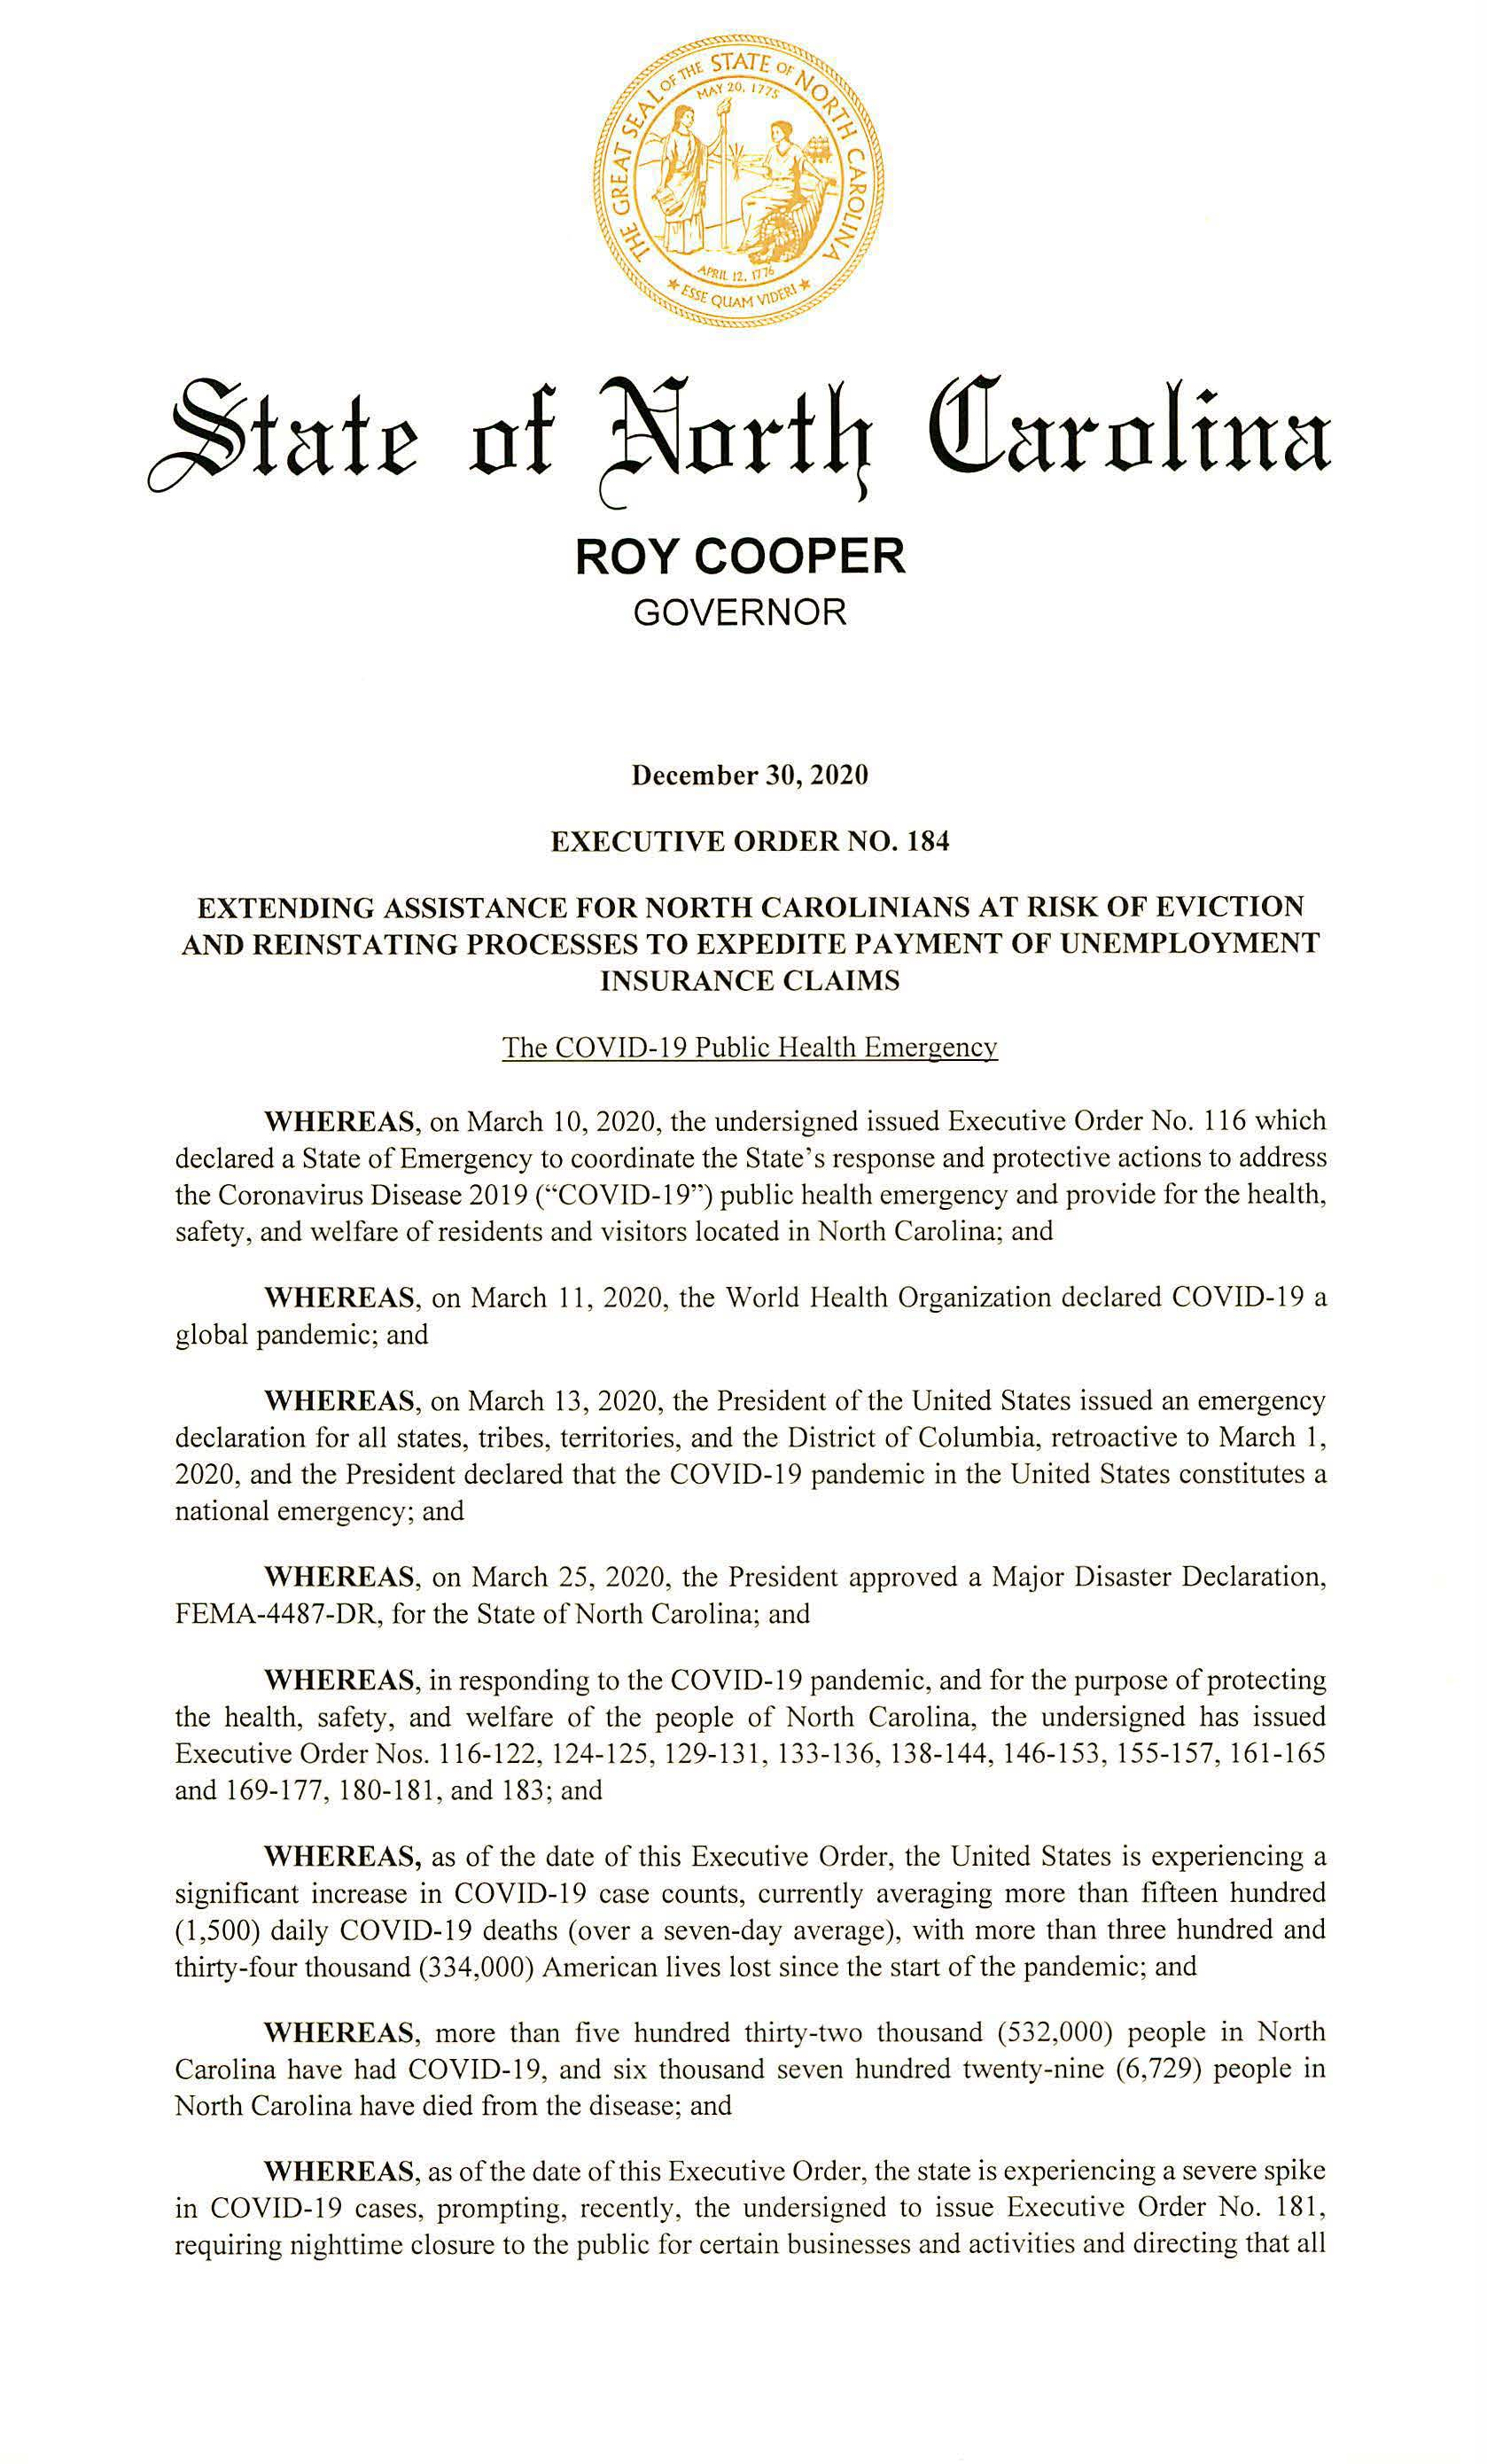 THE GREAT SEAL OF THE STATE OF NORTH CAROLINA
MAY 20, 1775
APRIL 12, 1776
★ ESSE QUAM VIDERI ★
State of North Carolina
ROY COOPER
GOVERNOR
December 30, 2020
EXECUTIVE ORDER NO. 184
EXTENDING ASSISTANCE FOR NORTH CAROLINIANS AT RISK OF EVICTION
AND REINSTATING PROCESSES TO EXPEDITE PAYMENT OF UNEMPLOYMENT
INSURANCE CLAIMS
The COVID-19 Public Health Emergency
WHEREAS, on March 10, 2020, the undersigned issued Executive Order No. 116 which
declared a State of Emergency to coordinate the State's response and protective actions to address
the Coronavirus Disease 2019 ("COVID-19") public health emergency and provide for the health,
safety, and welfare of residents and visitors located in North Carolina; and
WHEREAS, on March 11, 2020, the World Health Organization declared COVID-19 a
global pandemic; and
WHEREAS, on March 13, 2020, the President of the United States issued an emergency
declaration for all states, tribes, territories, and the District of Columbia, retroactive to March 1,
2020, and the President declared that the COVID-19 pandemic in the United States constitutes a
national emergency; and
WHEREAS, on March 25, 2020, the President approved a Major Disaster Declaration,
FEMA-4487-DR, for the State of North Carolina; and
WHEREAS, in responding to the COVID-19 pandemic, and for the purpose of protecting
the health, safety, and welfare of the people of North Carolina, the undersigned has issued
Executive Order Nos. 116-122, 124-125, 129-131, 133-136, 138-144, 146-153, 155-157, 161-165
and 169-177, 180-181, and 183; and
WHEREAS, as of the date of this Executive Order, the United States is experiencing a
significant increase in COVID-19 case counts, currently averaging more than fifteen hundred
(1,500) daily COVID-19 deaths (over a seven-day average), with more than three hundred and
thirty-four thousand (334,000) American lives lost since the start of the pandemic; and
WHEREAS, more than five hundred thirty-two thousand (532,000) people in North
Carolina have had COVID-19, and six thousand seven hundred twenty-nine (6,729) people in
North Carolina have died from the disease; and
WHEREAS, as of the date of this Executive Order, the state is experiencing a severe spike
in COVID-19 cases, prompting, recently, the undersigned to issue Executive Order No. 181,
requiring nighttime closure to the public for certain businesses and activities and directing that all